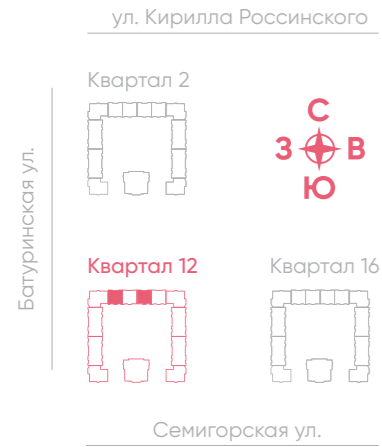 ул. Кирилла Россинского
Квартал 2
С
З В
Ю
Батуринская ул.
Квартал 12
Квартал 16
Семигорская ул.